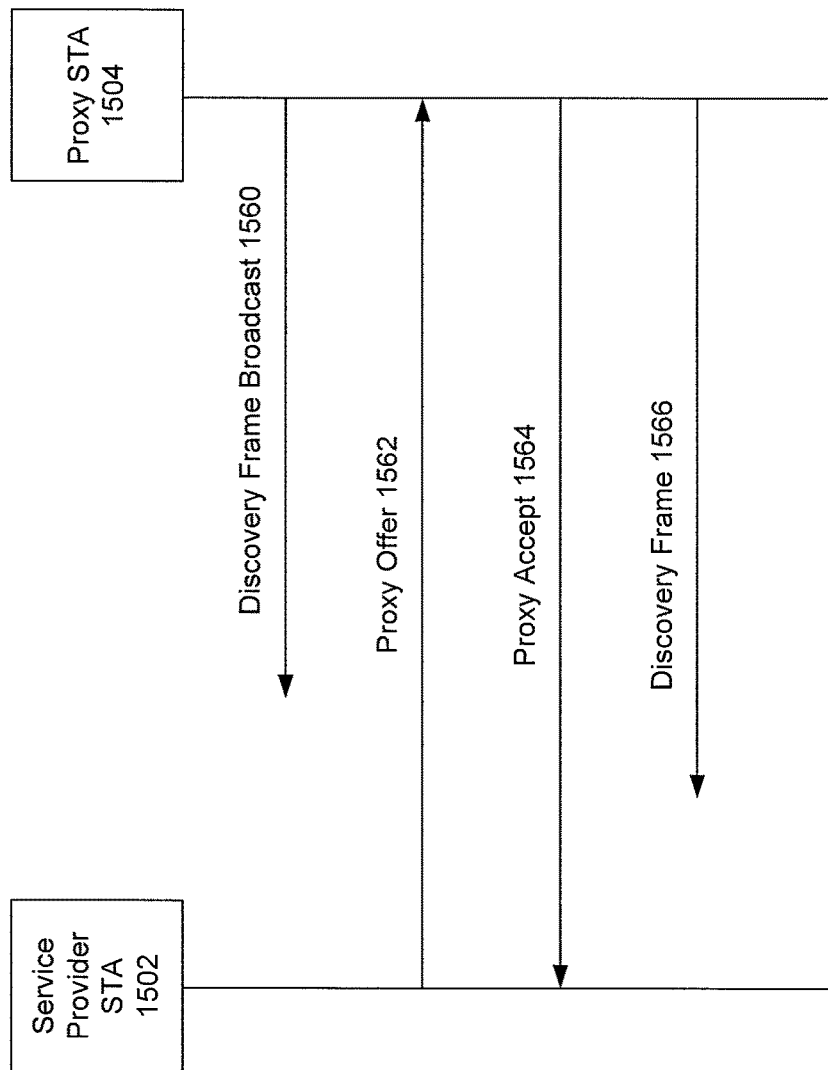 Service
Provider
STA
1502
Proxy STA
1504
Discovery Frame Broadcast 1560
Proxy Offer 1562
Proxy Accept 1564
Discovery Frame 1566